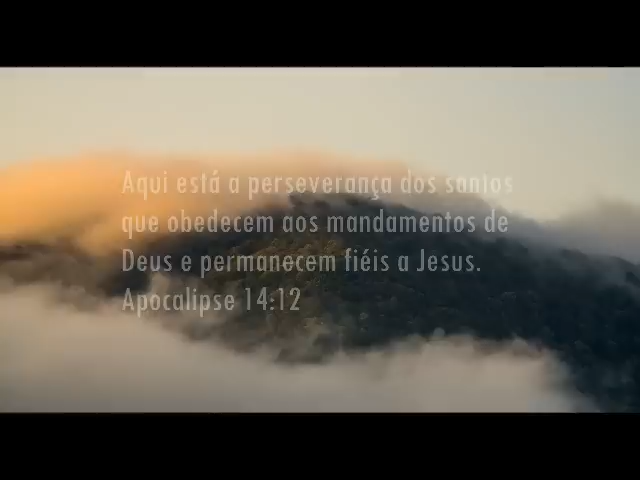 Aqui está a perseverança dos santos
que obedecem aos mandamentos de
Deus e permanecem fiéis a Jesus.
Apocalipse 14:12